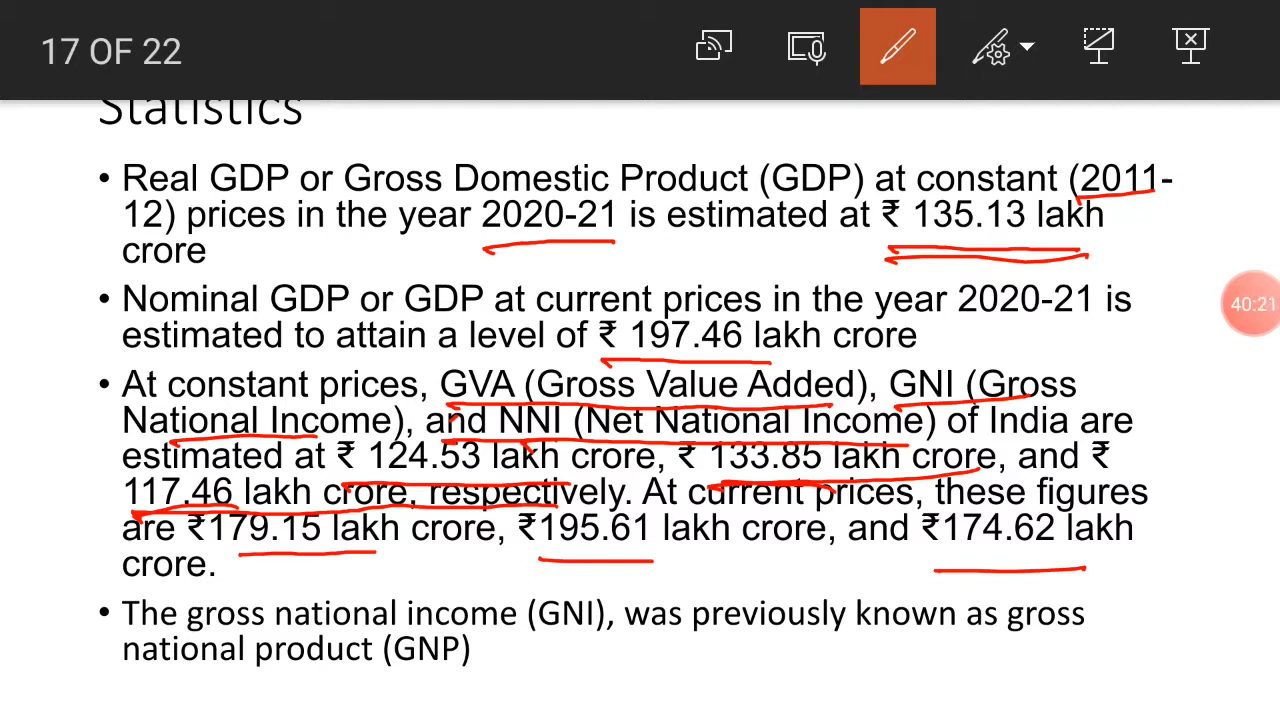 17 OF 22
Statistics
• Real GDP or Gross Domestic Product (GDP) at constant (2011-
12) prices in the year 2020-21 is estimated at ₹ 135.13 lakh
crore
• Nominal GDP or GDP at current prices in the year 2020-21 is
estimated to attain a level of ₹ 197.46 lakh crore
• At constant prices, GVA (Gross Value Added), GNI (Gross
National Income), and NNI (Net National Income) of India are
estimated at ₹ 124.53 lakh crore, ₹ 133.85 lakh crore, and ₹
117.46 lakh crore, respectively. At current prices, these figures
are ₹179.15 lakh crore, ₹195.61 lakh crore, and ₹174.62 lakh
crore.
• The gross national income (GNI), was previously known as gross
national product (GNP)
40:21